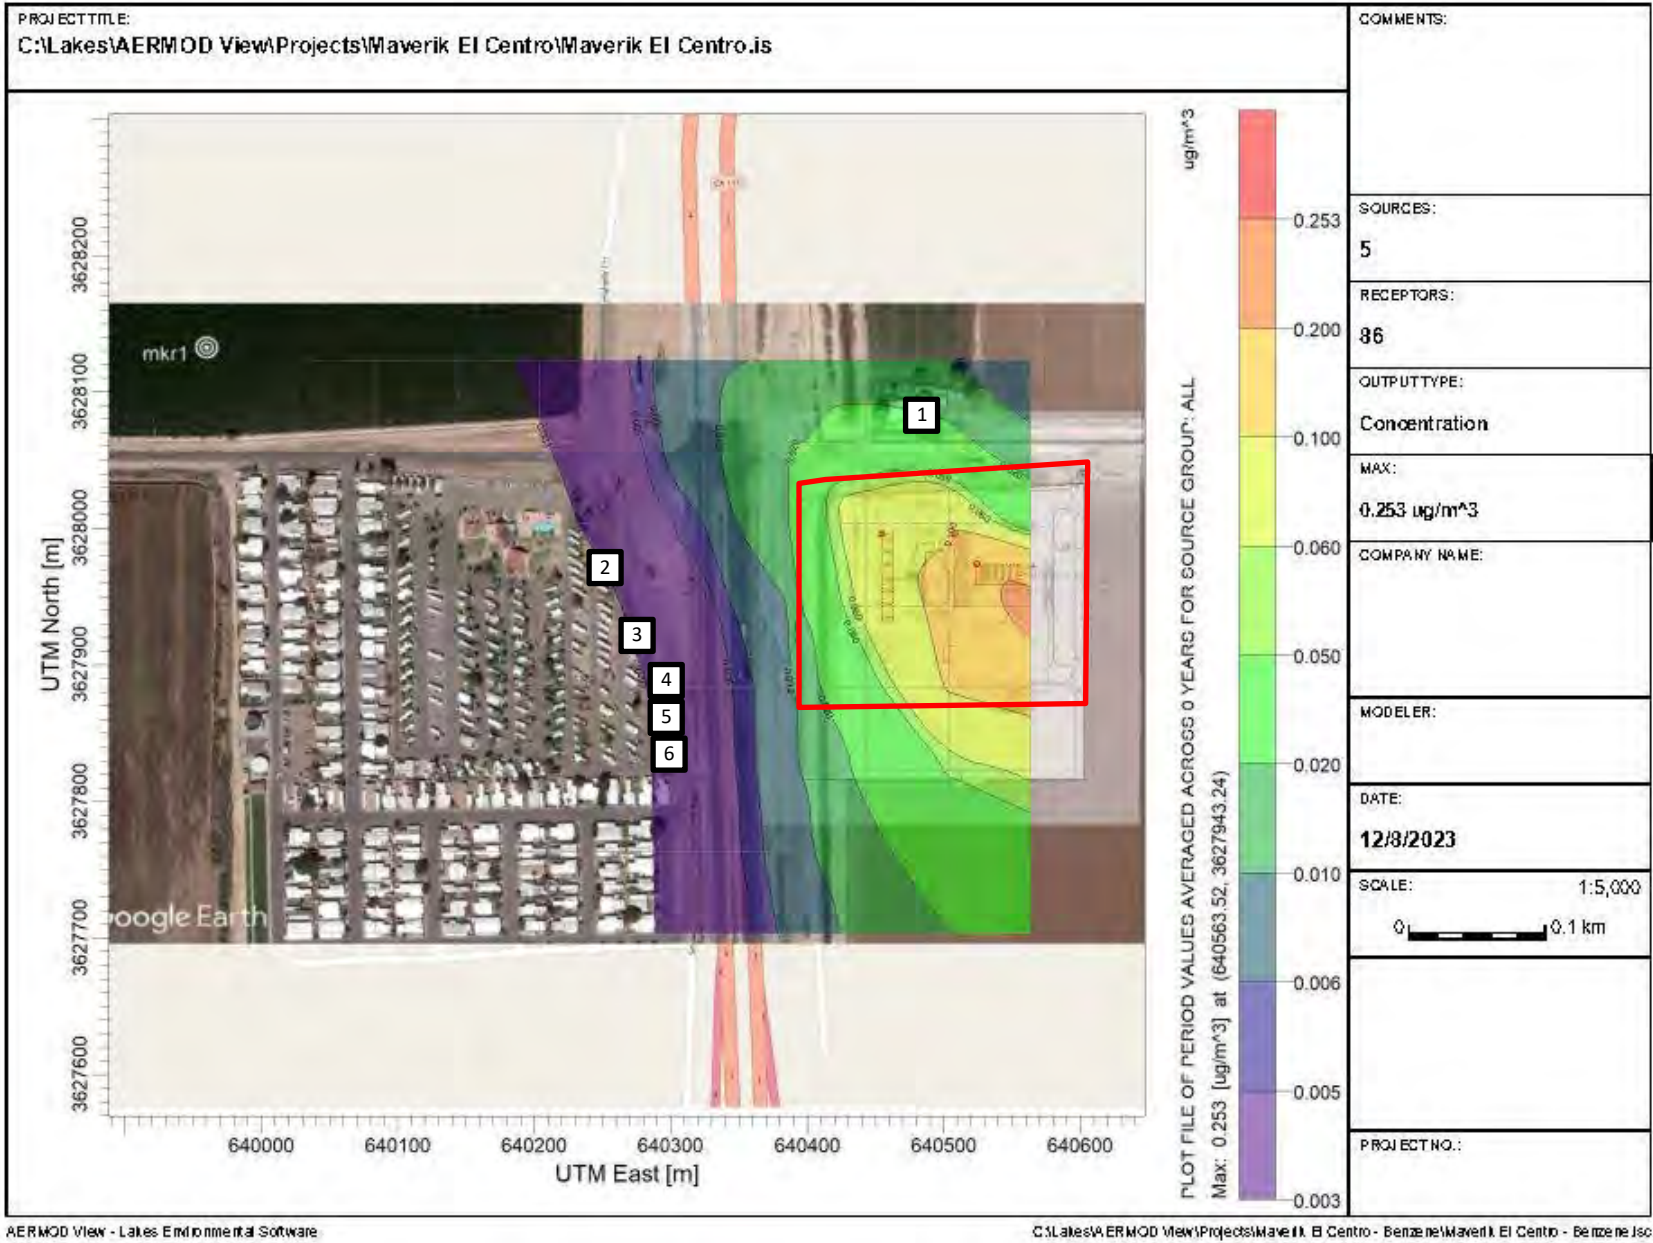 PROJECT TITLE:
C:\Lakes\AERMOD View\Projects\Maverik El Centro\Maverik El Centro.is
COMMENTS:
SOURCES:
5
RECEPTORS:
86
OUTPUT TYPE:
Concentration
MAX:
0.253 ug/m^3
COMPANY NAME:
MODELER:
DATE:
12/8/2023
SCALE:
1:5,000
0
0.1 km
PROJECT NO.:
ug/m^3
0.253
0.200
0.100
0.060
0.050
0.020
0.010
0.006
0.005
0.003
PLOT FILE OF PERIOD VALUES AVERAGED ACROSS 0 YEARS FOR SOURCE GROUP: ALL
Max: 0.253 [ug/m^3] at (640563.52, 3627943.24)
UTM North [m]
3628200
3628100
3628000
3627900
3627800
3627700
3627600
mkr1
1
2
3
4
5
6
Google Earth
640000
640100
640200
640300
640400
640500
640600
UTM East [m]
AERMOD View - Lakes Environmental Software
C:\Lakes\AERMOD View\Projects\Maverik El Centro - Benzene\Maverik El Centro - Benzene.isc